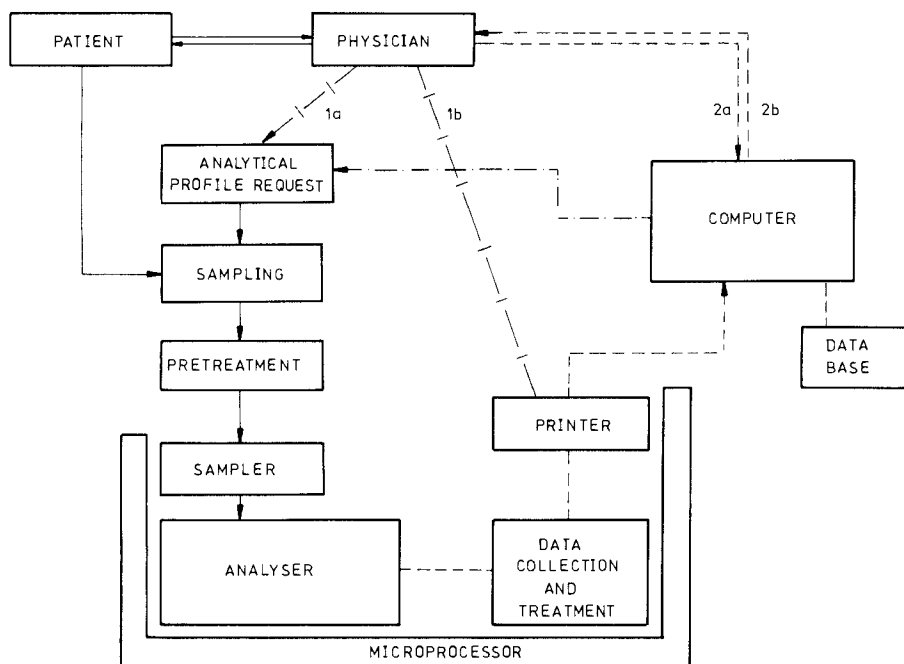 PATIENT
PHYSICIAN
1a
1b
2a
2b
ANALYTICAL
PROFILE REQUEST
COMPUTER
SAMPLING
PRETREATMENT
DATA
BASE
PRINTER
SAMPLER
ANALYSER
DATA
COLLECTION
AND
TREATMENT
MICROPROCESSOR